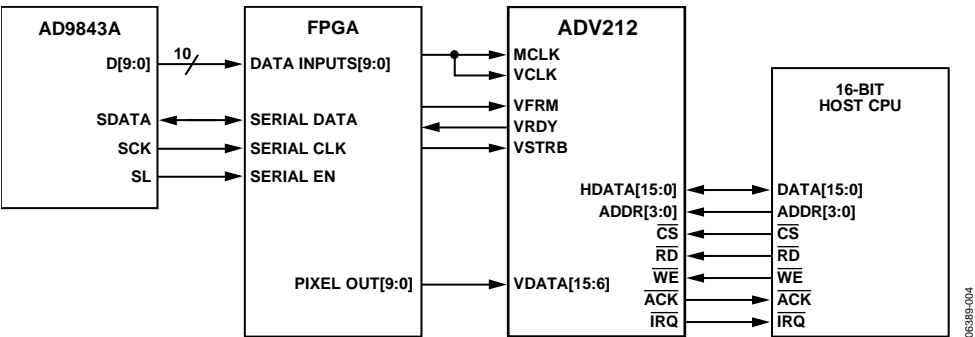 AD9843A
D[9:0]
SDATA
SCK
SL
10
FPGA
DATA INPUTS[9:0]
SERIAL DATA
SERIAL CLK
SERIAL EN
PIXEL OUT[9:0]
ADV212
MCLK
VCLK
VFRM
VRDY
VSTRB
VDATA[15:6]
HDATA[15:0]
ADDR[3:0]
CS
RD
WE
ACK
IRQ
16-BIT
HOST CPU
DATA[15:0]
ADDR[3:0]
CS
RD
WE
ACK
IRQ
06389-004